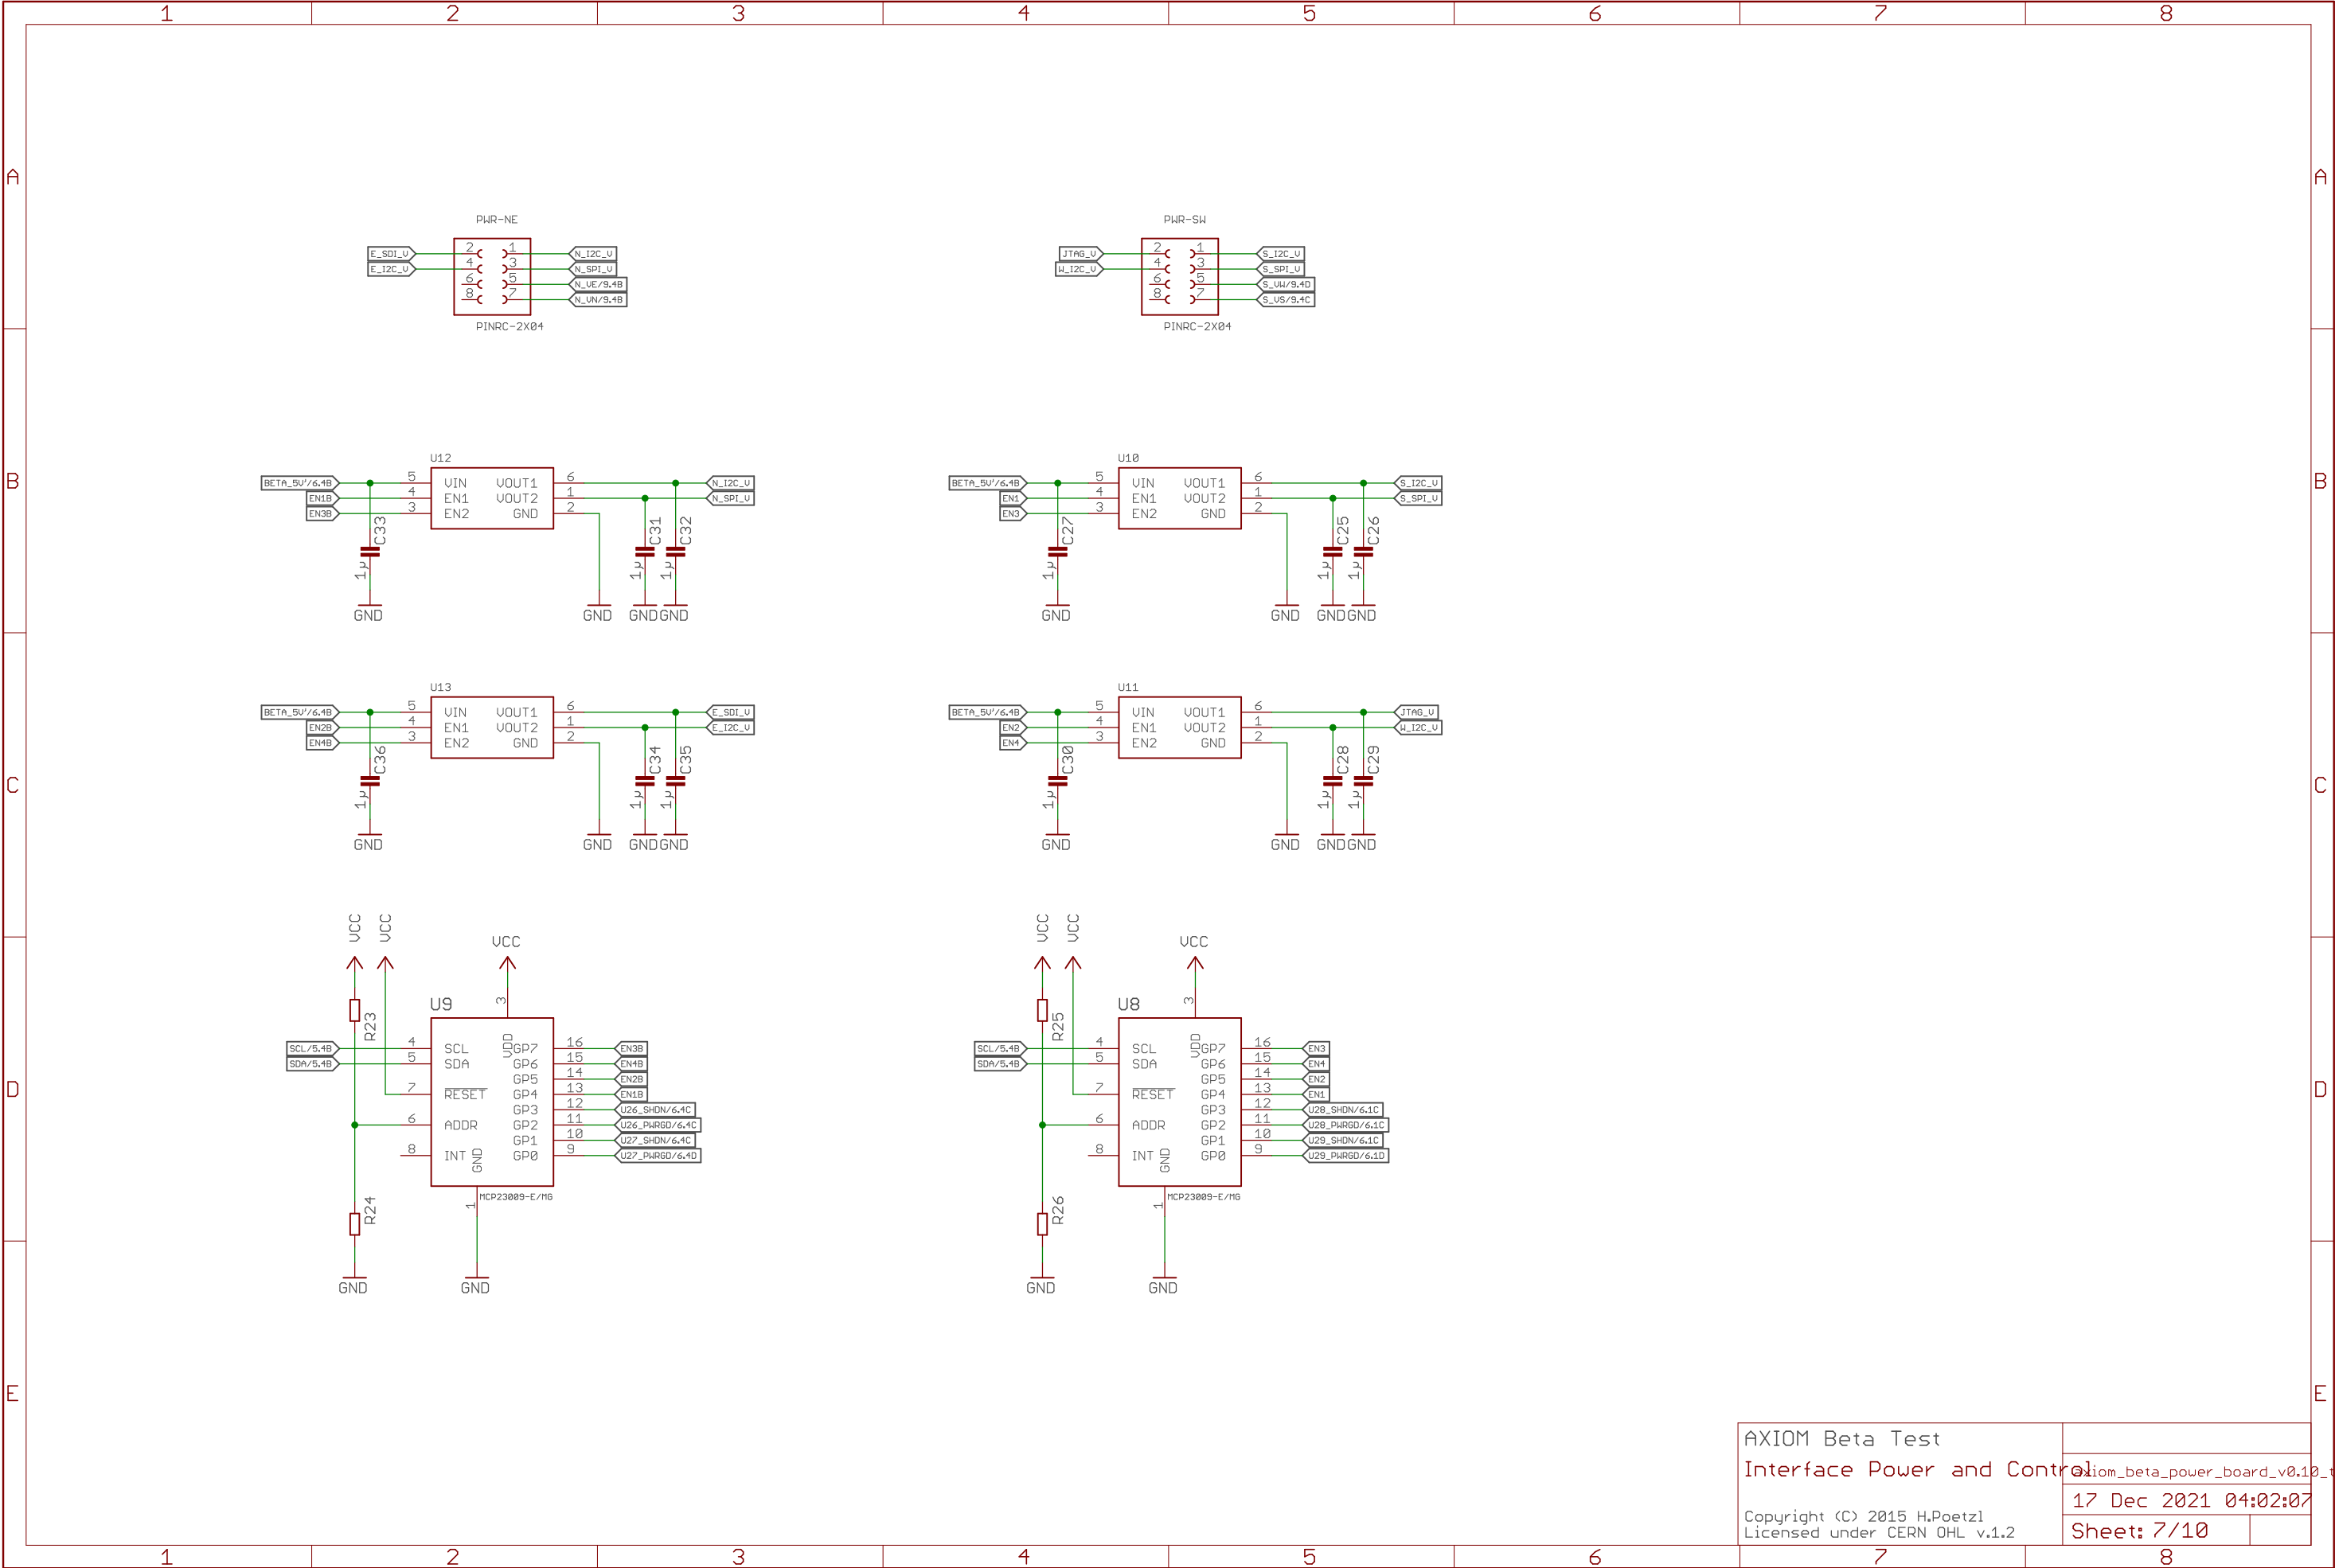 1 2 3 4 5 6 7 8
A A
PWR-NE PWR-SW
E_SDI_V 2 1 N_I2C_V JTAG_V 2 1 S_I2C_V
E_I2C_V 4 3 N_SPI_V W_I2C_V 4 3 S_SPI_V
6 5 N_VE/9.4B 6 5 S_VW/9.4D
8 7 N_VN/9.4B 8 7 S_VS/9.4C
PINRC-2X04 PINRC-2X04
U12 U10
B BETA_5V'/6.4B 5 VIN VOUT1 6 N_I2C_V BETA_5V'/6.4B 5 VIN VOUT1 6 S_I2C_V B
EN1B 4 EN1 VOUT2 1 N_SPI_V EN1 4 EN1 VOUT2 1 S_SPI_V
EN3B 3 EN2 GND 2 EN3 3 EN2 GND 2
C33 C31 C32 C27 C25 C26
1µ 1µ 1µ 1µ 1µ 1µ
GND GND GND GND GND GND GND GND
U13 U11
BETA_5V'/6.4B 5 VIN VOUT1 6 E_SDI_V BETA_5V'/6.4B 5 VIN VOUT1 6 JTAG_V
EN2B 4 EN1 VOUT2 1 E_I2C_V EN2 4 EN1 VOUT2 1 W_I2C_V
EN4B 3 EN2 GND 2 EN4 3 EN2 GND 2
C36 C34 C35 C30 C28 C29
C C
1µ 1µ 1µ 1µ 1µ 1µ
GND GND GND GND GND GND GND GND
VCC VCC VCC VCC VCC VCC
U9 3 U8 3
R23 R25
SCL/5.4B 4 SCL VDD GP7 16 EN3B SCL/5.4B 4 SCL VDD GP7 16 EN3
SDA/5.4B 5 SDA GP6 15 EN4B SDA/5.4B 5 SDA GP6 15 EN4
GP5 14 EN2B GP5 14 EN2
D 7 RESET GP4 13 EN1B 7 RESET GP4 13 EN1 D
GP3 12 U26_SHDN/6.4C GP3 12 U28_SHDN/6.1C
6 ADDR GP2 11 U26_PWRGD/6.4C 6 ADDR GP2 11 U28_PWRGD/6.1C
GP1 10 U27_SHDN/6.4C GP1 10 U29_SHDN/6.1C
8 INT GND GP0 9 U27_PWRGD/6.4D 8 INT GND GP0 9 U29_PWRGD/6.1D
R24 1 MCP23009-E/MG R26 1 MCP23009-E/MG
GND GND GND GND
E E
AXIOM Beta Test
Interface Power and Control axiom_beta_power_board_v0.10_t
17 Dec 2021 04:02:07
Copyright (C) 2015 H.Poetzl
Licensed under CERN OHL v.1.2 Sheet: 7/10
1 2 3 4 5 6 7 8